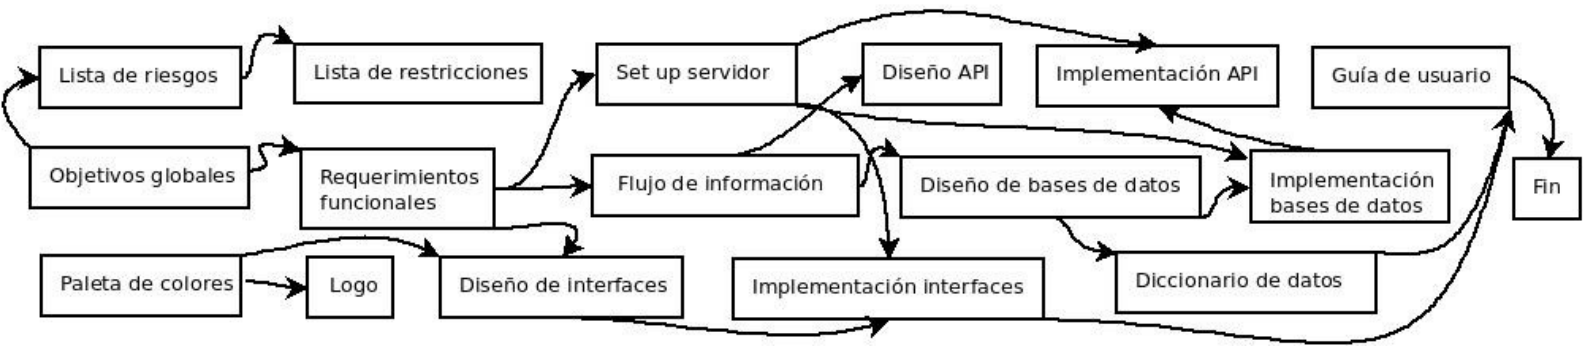 Lista de riesgos
Lista de restricciones
Set up servidor
Diseño API
Implementación API
Guía de usuario
Objetivos globales
Requerimientos
funcionales
Flujo de información
Diseño de bases de datos
Implementación
bases de datos
Fin
Paleta de colores
Logo
Diseño de interfaces
Implementación interfaces
Diccionario de datos